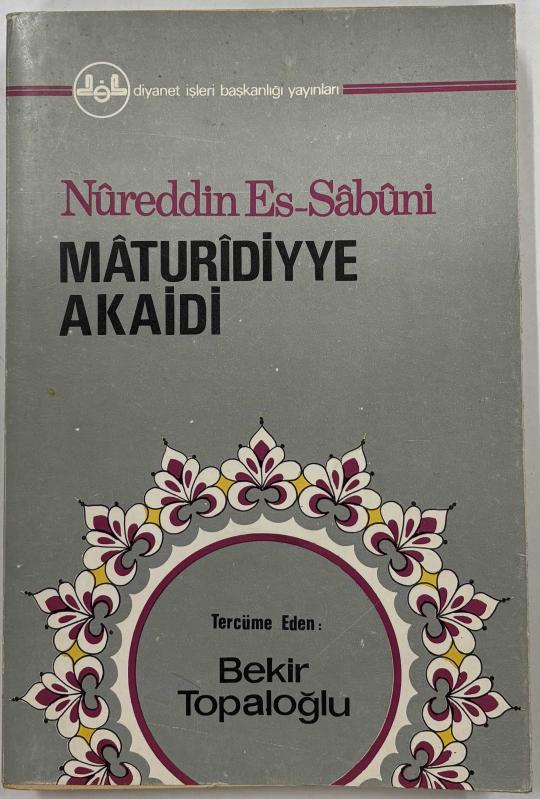 diyanet işleri başkanlığı yayınları
Nûreddin Es-Sâbûni
MÂTURÎDİYYE
AKAİDİ
Tercüme Eden:
Bekir
Topaloğlu